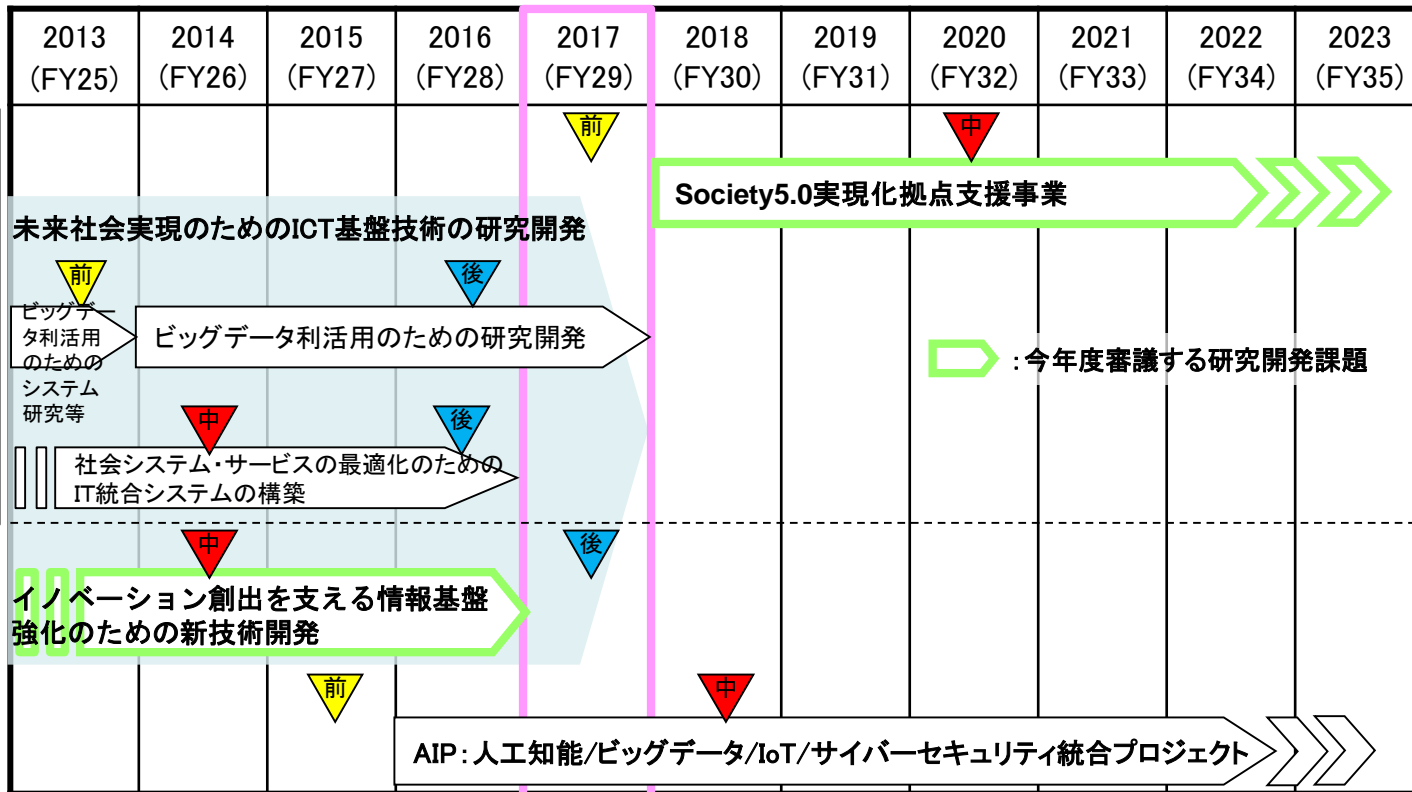 2013 2014 2015 2016 2017 2018 2019 2020 2021 2022 2023
(FY25) (FY26) (FY27) (FY28) (FY29) (FY30) (FY31) (FY32) (FY33) (FY34) (FY35)
前 中
Society5.0実現化拠点支援事業
未来社会実現のためのICT基盤技術の研究開発
前 後
ビッグデー
タ利活用
のための
システム
研究等
ビッグデータ利活用のための研究開発
:今年度審議する研究開発課題
中 後
社会システム・サービスの最適化のための
IT統合システムの構築
中 後
イノベーション創出を支える情報基盤
強化のための新技術開発
前 中
AIP:人工知能/ビッグデータ/IoT/サイバーセキュリティ統合プロジェクト